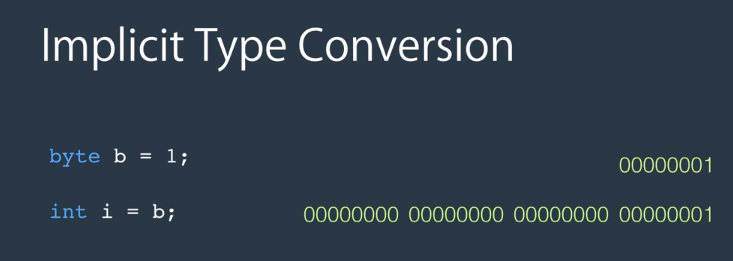 Implicit Type Conversion
byte b = 1;
00000001
int i = b;
00000000 00000000 00000000 00000001